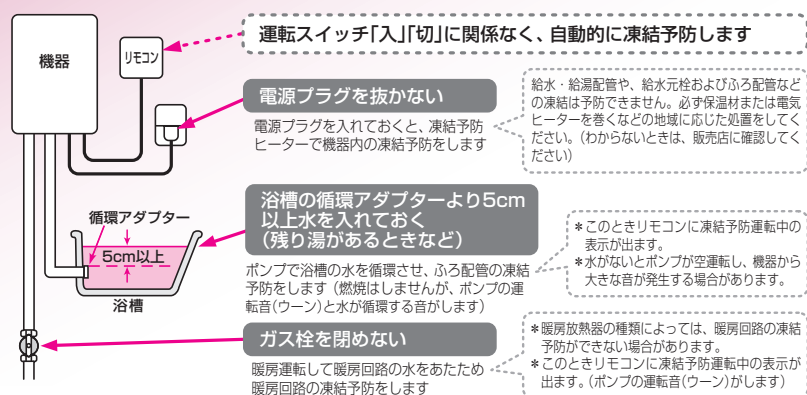 運転スイッチ「入」「切」に関係なく、自動的に凍結予防します
機器
リモコン
電源プラグを抜かない
電源プラグを入れておくと、凍結予防
ヒーターで機器内の凍結予防をします
給水・給湯配管や、給水元栓およびふろ配管など
の凍結は予防できません。必ず保温材または電気
ヒーターを巻くなどの地域に応じた処置をしてく
ださい。(わからないときは、販売店に確認してく
ださい)
循環アダプター
5cm以上
浴槽
浴槽の循環アダプターより5cm
以上水を入れておく
(残り湯があるときなど)
ポンプで浴槽の水を循環させ、ふろ配管の凍結
予防をします(燃焼はしませんが、ポンプの運
転音(ウーン)と水が循環する音がします)
*このときリモコンに凍結予防運転中の
表示が出ます。
*水がないとポンプが空運転し、機器から
大きな音が発生する場合があります。
ガス栓を閉めない
暖房運転して暖房回路の水をあたため
暖房回路の凍結予防をします
*暖房放熱器の種類によっては、暖房回路の凍結
予防ができない場合があります。
*このときリモコンに凍結予防運転中の表示が
出ます。(ポンプの運転音(ウーン)がします)